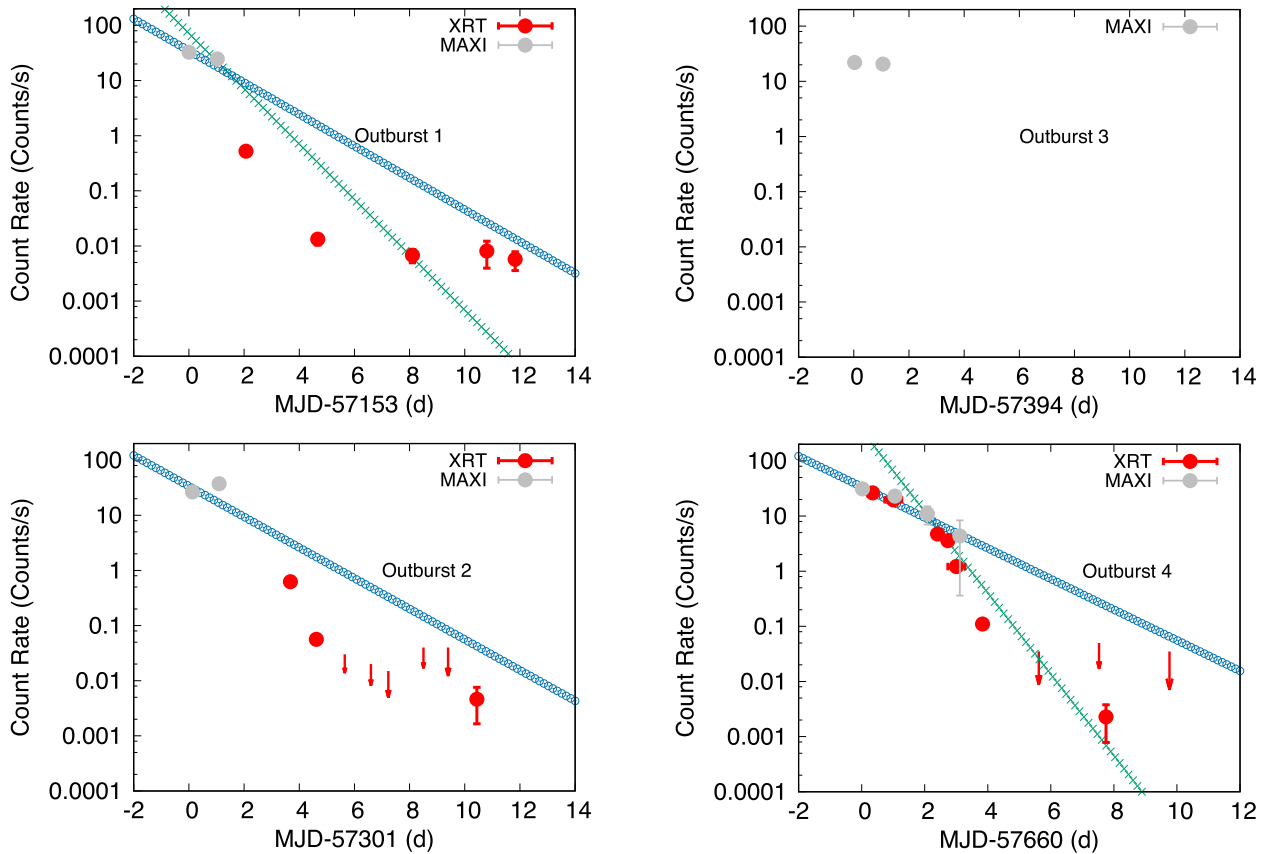 Count Rate (Counts/s)
100
10
1
0.1
0.01
0.001
0.0001
XRT
MAXI
Outburst 1
-2 0 2 4 6 8 10 12 14
MJD-57153 (d)
Count Rate (Counts/s)
100
10
1
0.1
0.01
0.001
0.0001
MAXI
Outburst 3
-2 0 2 4 6 8 10 12 14
MJD-57394 (d)
Count Rate (Counts/s)
100
10
1
0.1
0.01
0.001
0.0001
XRT
MAXI
Outburst 2
-2 0 2 4 6 8 10 12 14
MJD-57301 (d)
Count Rate (Counts/s)
100
10
1
0.1
0.01
0.001
0.0001
XRT
MAXI
Outburst 4
-2 0 2 4 6 8 10 12
MJD-57660 (d)